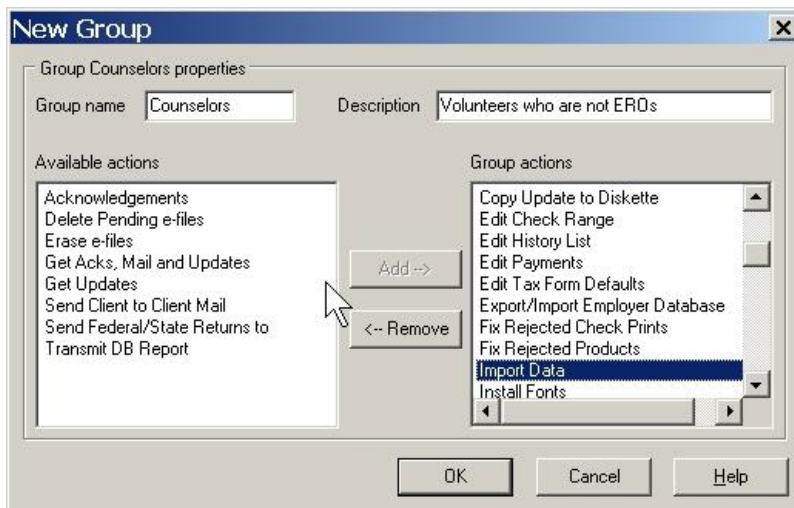 New Group
Group Counselors properties
Group name Counselors Description Volunteers who are not EROs
Available actions
Acknowledgements
Delete Pending e-files
Erase e-files
Get Acks, Mail and Updates
Get Updates
Send Client to Client Mail
Send Federal/State Returns to
Transmit DB Report
Add -->
<-- Remove
Group actions
Copy Update to Diskette
Edit Check Range
Edit History List
Edit Payments
Edit Tax Form Defaults
Export/Import Employer Database
Fix Rejected Check Prints
Fix Rejected Products
Import Data
Install Fonts
OK Cancel Help